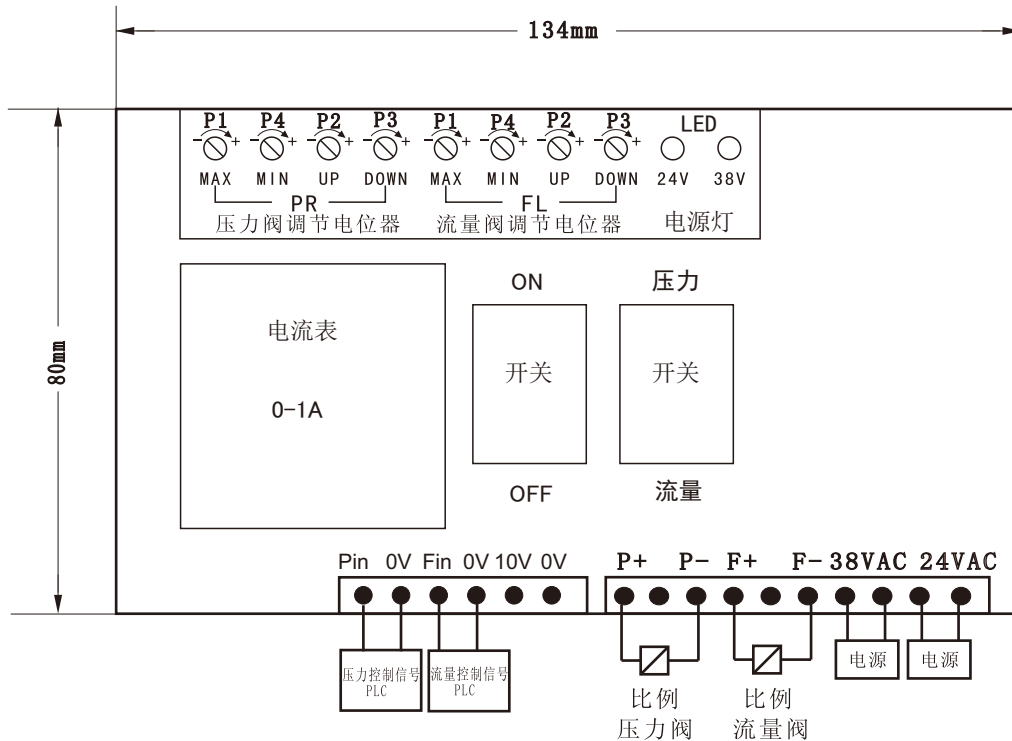 134mm
80mm
P1 P4 P2 P3 P1 P4 P2 P3 LED
- + - + - + - + - + - + - + - +
MAX MIN UP DOWN MAX MIN UP DOWN 24V 38V
PR FL
压力阀调节电位器 流量阀调节电位器 电源灯
ON 压力
电流表
开关 开关
0-1A
OFF 流量
Pin 0V Fin 0V 10V 0V P+ P- F+ F- 38VAC 24VAC
压力控制信号
PLC
流量控制信号
PLC
电源 电源
比例
压力阀
比例
流量阀